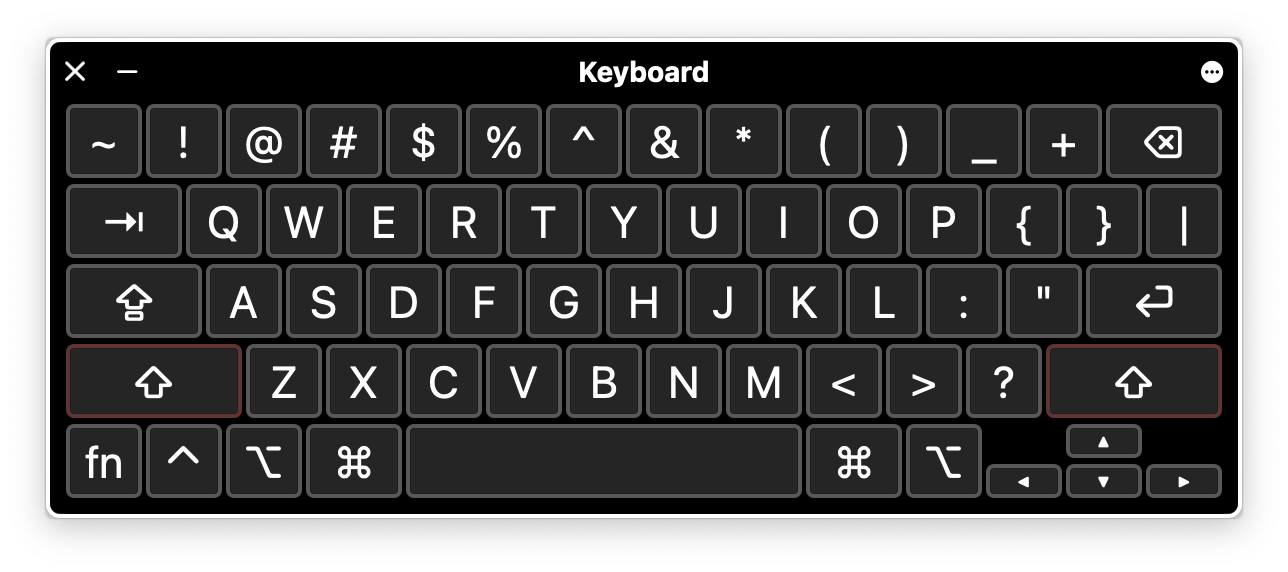 Keyboard
~ ! @ # $ % ^ & * ( ) _ + ⌫
⇥ Q W E R T Y U I O P { } |
⇪ A S D F G H J K L : " ↩
⇧ Z X C V B N M < > ? ⇧
fn ⌃ ⌥ ⌘ ⌘ ⌥ ◀ ▲ ▼ ▶